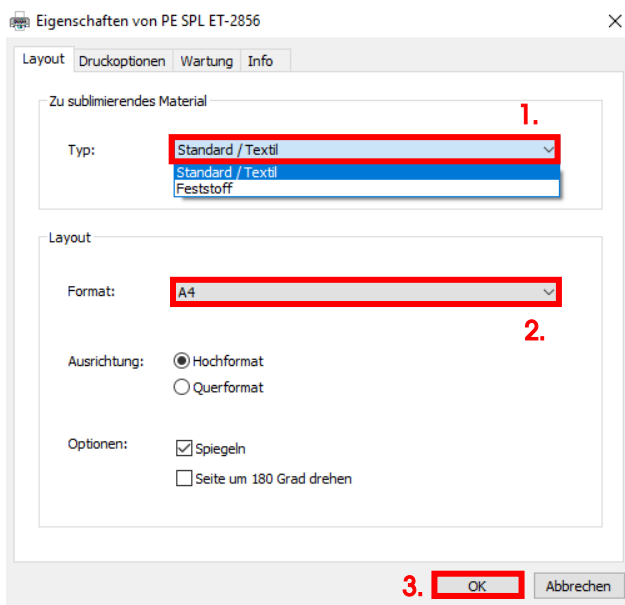 Eigenschaften von PE SPL ET-2856
Layout Druckoptionen Wartung Info
Zu sublimierendes Material
1.
Typ: Standard / Textil
Standard / Textil
Feststoff
Layout
Format: A4
2.
Ausrichtung: Hochformat
Querformat
Optionen: Spiegeln
Seite um 180 Grad drehen
3. OK Abbrechen